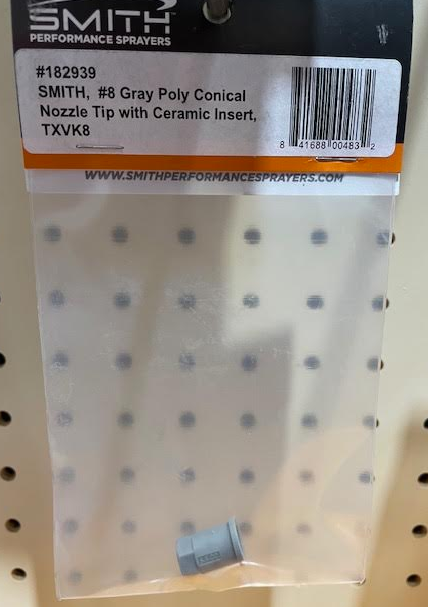 SMITH
PERFORMANCE SPRAYERS
#182939
SMITH, #8 Gray Poly Conical
Nozzle Tip with Ceramic Insert,
TXVK8
8 41688 00483 2
WWW.SMITHPERFORMANCESPRAYERS.COM